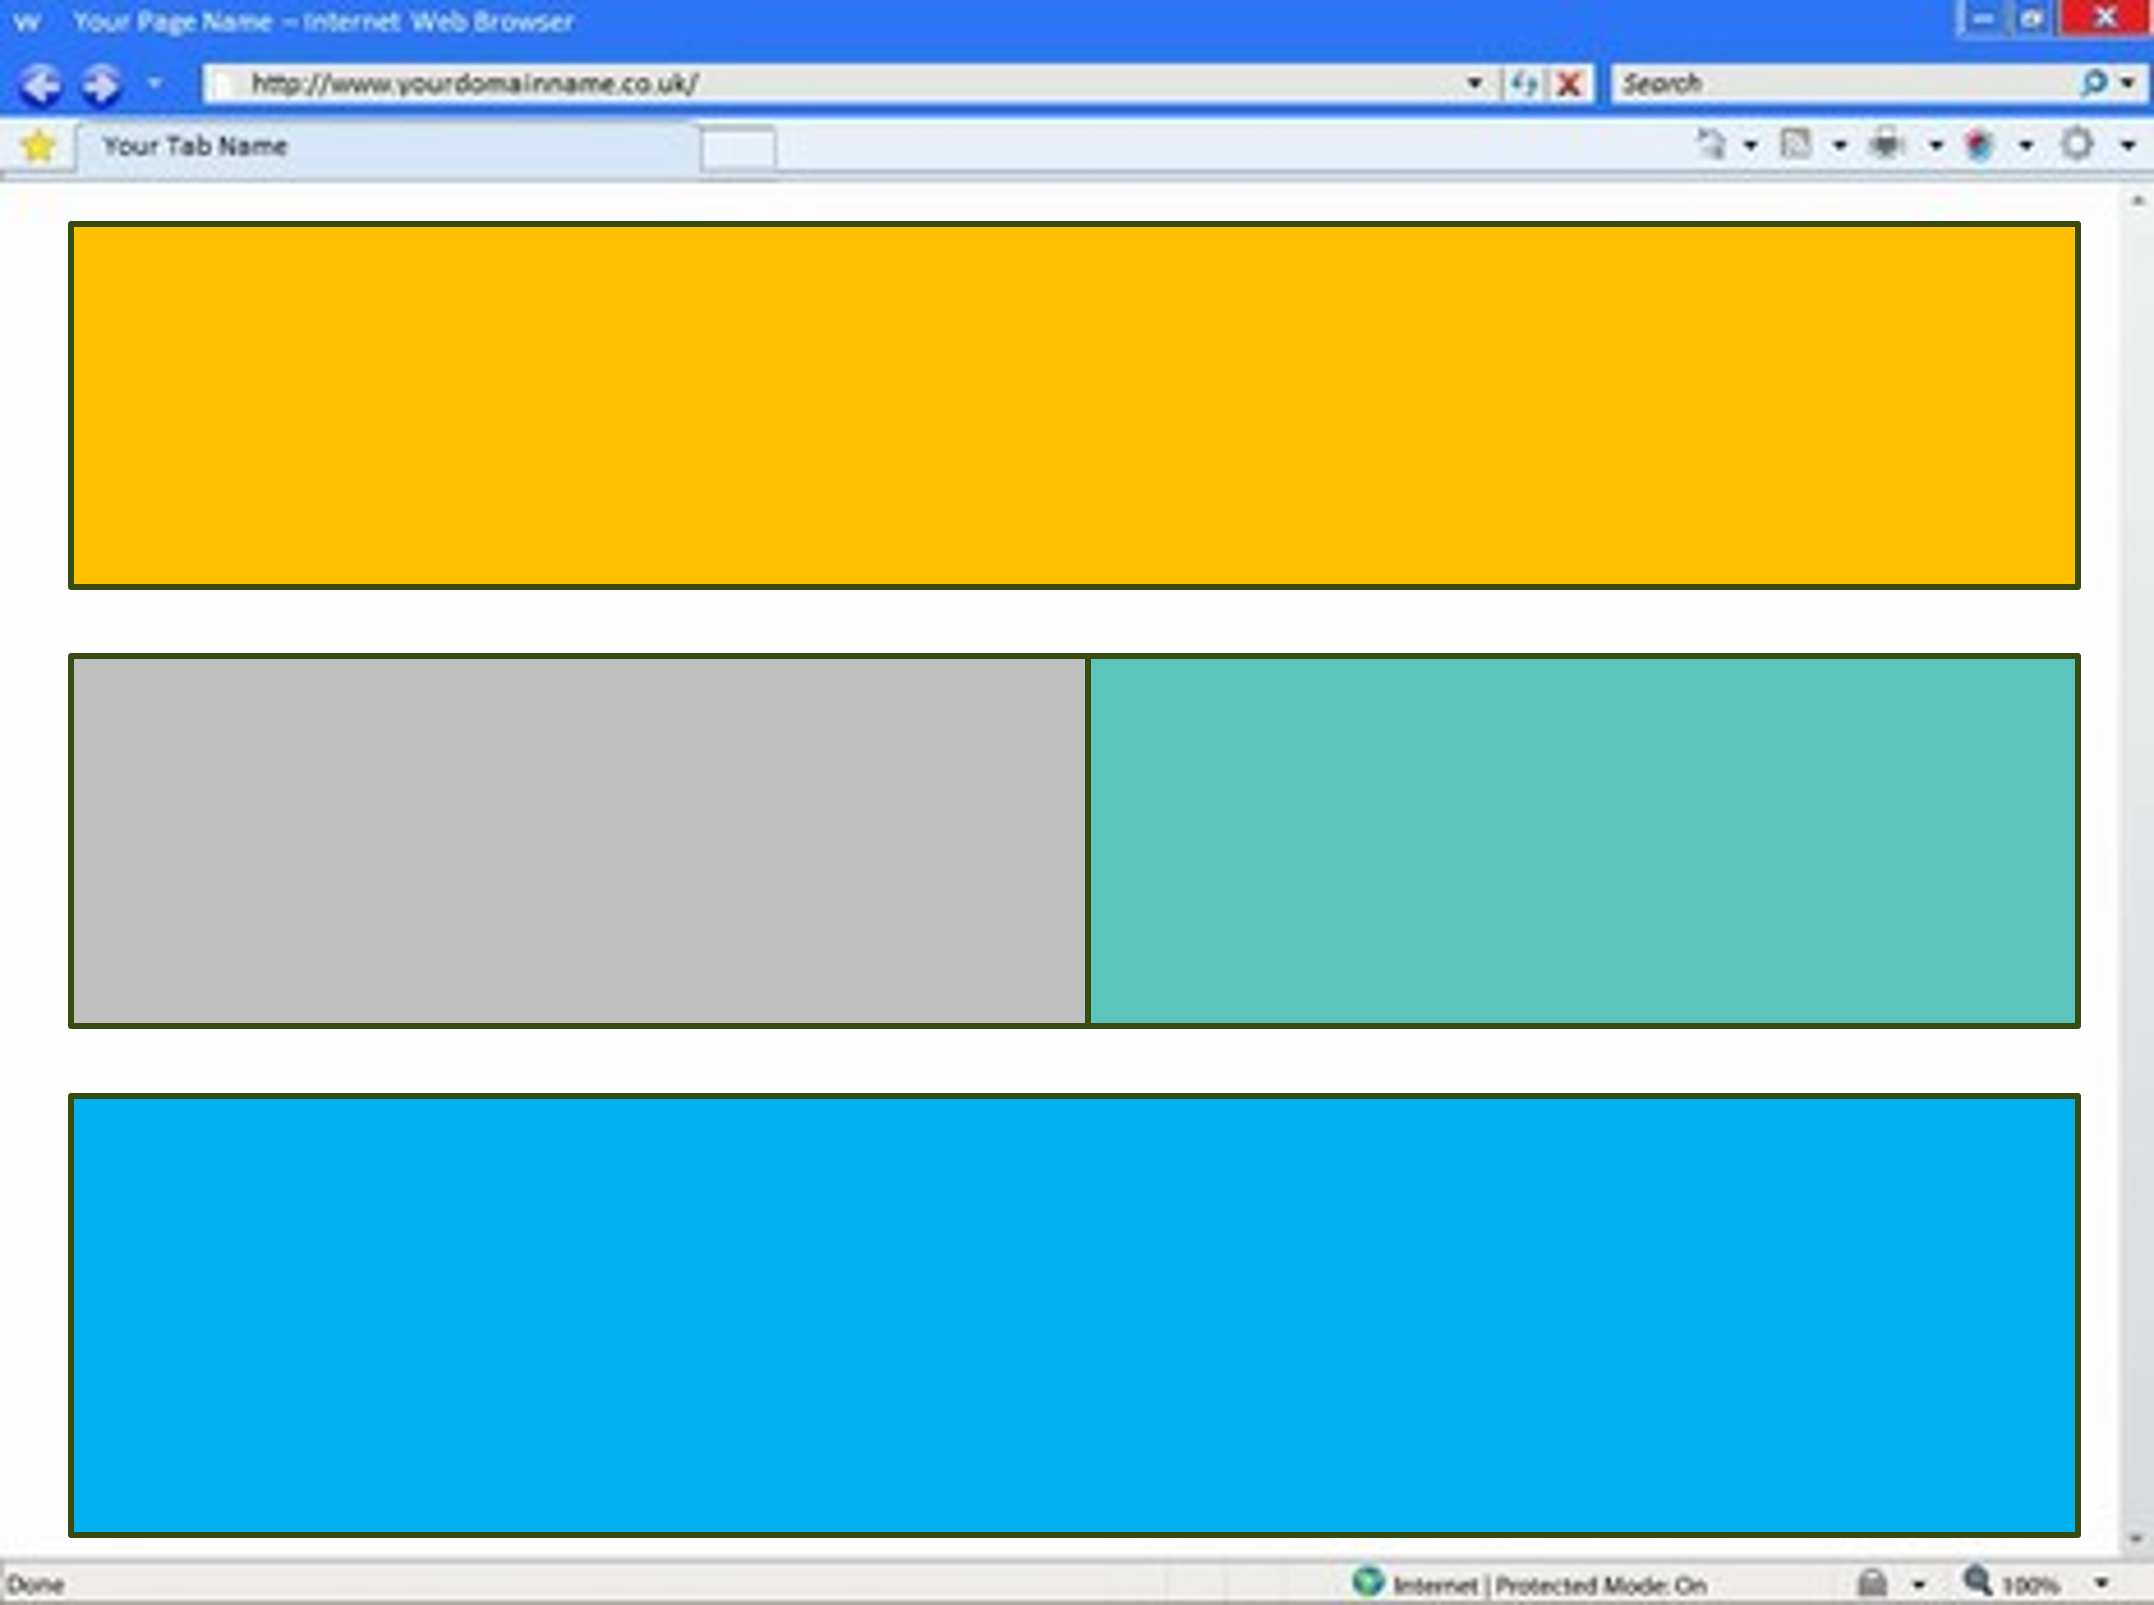 w Your Page Name – Internet Web Browser
http://www.yourdomainname.co.uk/ Search
Your Tab Name
Done Internet | Protected Mode: On 100%